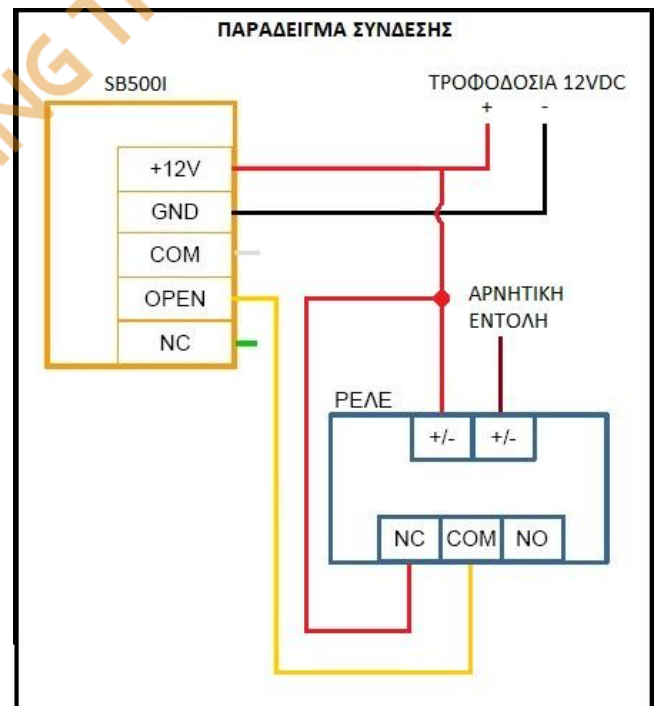 ΠΑΡΑΔΕΙΓΜΑ ΣΥΝΔΕΣΗΣ
SB500I
ΤΡΟΦΟΔΟΣΙΑ 12VDC
+ -
+12V
GND
COM
OPEN
NC
ΑΡΝΗΤΙΚΗ
ΕΝΤΟΛΗ
ΡΕΛΕ
+/- +/-
NC COM NO